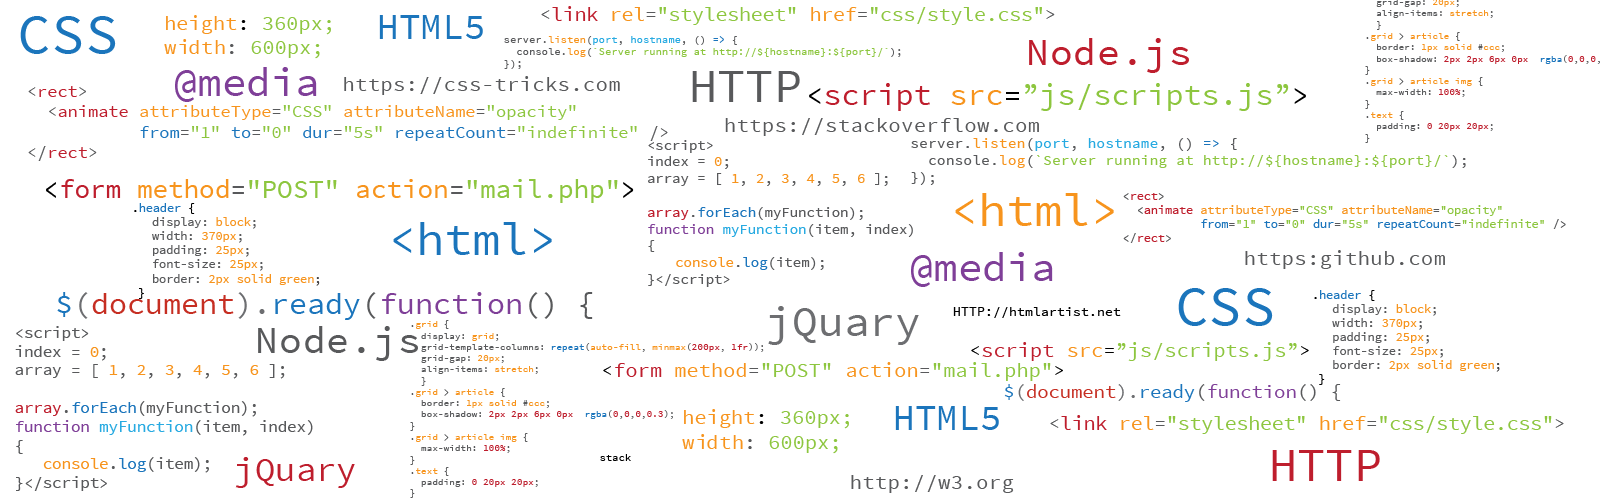 CSS
height: 360px;
width: 600px;
HTML5
<link rel="stylesheet" href="css/style.css">
server.listen(port, hostname, () => {
console.log(`Server running at http://${hostname}:${port}/`);
});
Node.js
grid-gap: 20px;
align-items: stretch;
}
.grid > article {
border: 1px solid #ccc;
box-shadow: 2px 2px 6px 0px rgba(0,0,0,
}
.grid > article img {
max-width: 100%;
}
.text {
padding: 0 20px 20px;
}
@media
https://css-tricks.com
HTTP
<script src=”js/scripts.js”>
<rect>
<animate attributeType="CSS" attributeName="opacity"
from="1" to="0" dur="5s" repeatCount="indefinite" />
</rect>
https://stackoverflow.com
<script>
index = 0;
array = [ 1, 2, 3, 4, 5, 6 ];
array.forEach(myFunction);
function myFunction(item, index)
{
console.log(item);
}</script>
server.listen(port, hostname, () => {
console.log(`Server running at http://${hostname}:${port}/`);
});
<form method="POST" action="mail.php">
.header {
display: block;
width: 370px;
padding: 25px;
font-size: 25px;
border: 2px solid green;
}
<html>
<html>
<rect>
<animate attributeType="CSS" attributeName="opacity"
from="1" to="0" dur="5s" repeatCount="indefinite" />
</rect>
@media
https:github.com
$(document).ready(function() {
HTTP://htmlartist.net
CSS
.header {
display: block;
width: 370px;
padding: 25px;
font-size: 25px;
border: 2px solid green;
}
<script>
index = 0;
array = [ 1, 2, 3, 4, 5, 6 ];
array.forEach(myFunction);
function myFunction(item, index)
{
console.log(item);
}</script>
Node.js
.grid {
display: grid;
grid-template-columns: repeat(auto-fill, minmax(200px, 1fr));
grid-gap: 20px;
align-items: stretch;
}
.grid > article {
border: 1px solid #ccc;
box-shadow: 2px 2px 6px 0px rgba(0,0,0,0.3);
}
.grid > article img {
max-width: 100%;
}
.text {
padding: 0 20px 20px;
}
jQuary
<script src=”js/scripts.js”>
<form method="POST" action="mail.php">
$(document).ready(function() {
height: 360px;
width: 600px;
HTML5
<link rel="stylesheet" href="css/style.css">
jQuary
stack
HTTP
http://w3.org